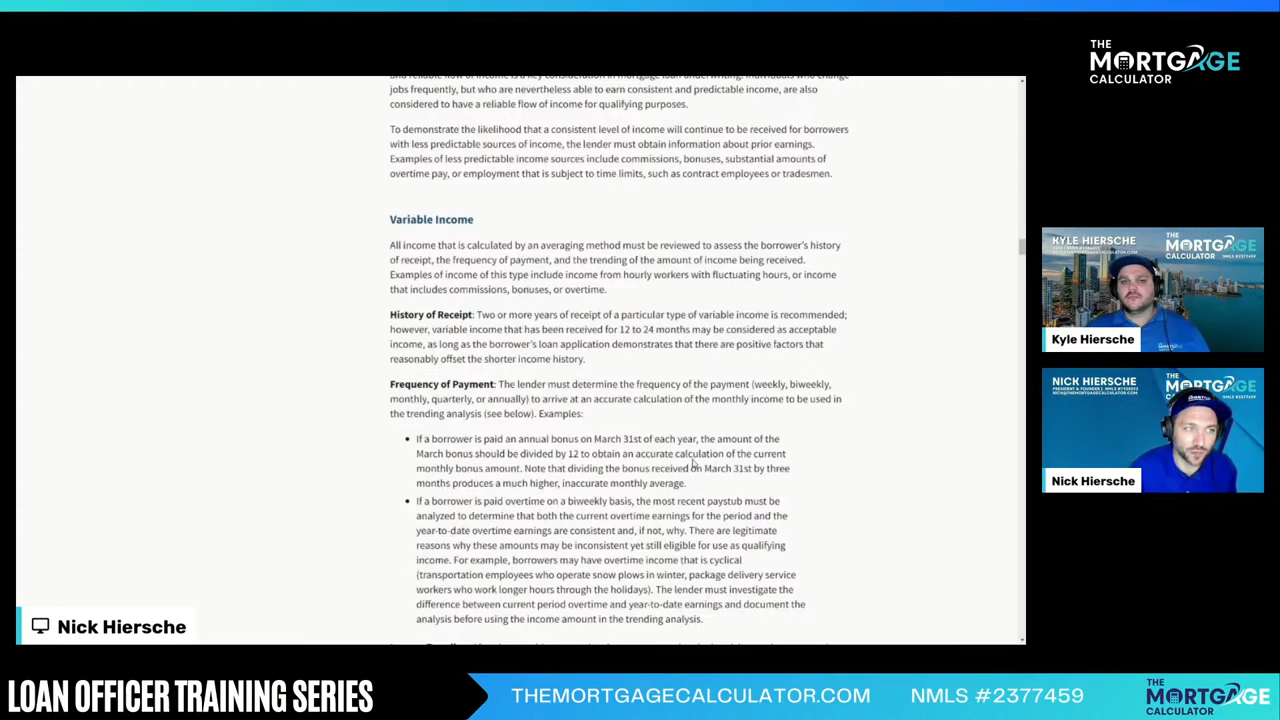 THE
MORTGAGE
CALCULATOR
and reliable flow of income is a key consideration in mortgage loan underwriting. Individuals who change
jobs frequently, but who are nevertheless able to earn consistent and predictable income, are also
considered to have a reliable flow of income for qualifying purposes.
To demonstrate the likelihood that a consistent level of income will continue to be received for borrowers
with less predictable sources of income, the lender must obtain information about prior earnings.
Examples of less predictable income sources include commissions, bonuses, substantial amounts of
overtime pay, or employment that is subject to time limits, such as contract employees or tradesmen.
Variable Income
All income that is calculated by an averaging method must be reviewed to assess the borrower's history
of receipt, the frequency of payment, and the trending of the amount of income being received.
Examples of income of this type include income from hourly workers with fluctuating hours, or income
that includes commissions, bonuses, or overtime.
History of Receipt: Two or more years of receipt of a particular type of variable income is recommended;
however, variable income that has been received for 12 to 24 months may be considered as acceptable
income, as long as the borrower's loan application demonstrates that there are positive factors that
reasonably offset the shorter income history.
Frequency of Payment: The lender must determine the frequency of the payment (weekly, biweekly,
monthly, quarterly, or annually) to arrive at an accurate calculation of the monthly income to be used in
the trending analysis (see below). Examples:
• If a borrower is paid an annual bonus on March 31st of each year, the amount of the
March bonus should be divided by 12 to obtain an accurate calculation of the current
monthly bonus amount. Note that dividing the bonus received on March 31st by three
months produces a much higher, inaccurate monthly average.
• If a borrower is paid overtime on a biweekly basis, the most recent paystub must be
analyzed to determine that both the current overtime earnings for the period and the
year-to-date overtime earnings are consistent and, if not, why. There are legitimate
reasons why these amounts may be inconsistent yet still eligible for use as qualifying
income. For example, borrowers may have overtime income that is cyclical
(transportation employees who operate snow plows in winter, package delivery service
workers who work longer hours through the holidays). The lender must investigate the
difference between current period overtime and year-to-date earnings and document the
analysis before using the income amount in the trending analysis.
KYLE HIERSCHE
THE
MORTGAGE
CALCULATOR
NMLS #2377459
Kyle Hiersche
NICK HIERSCHE
THE
MORTGAGE
NMLS #2377459
Nick Hiersche
Nick Hiersche
LOAN OFFICER TRAINING SERIES
THEMORTGAGECALCULATOR.COM
NMLS #2377459
THE
MORTGAGE
CALCULATOR